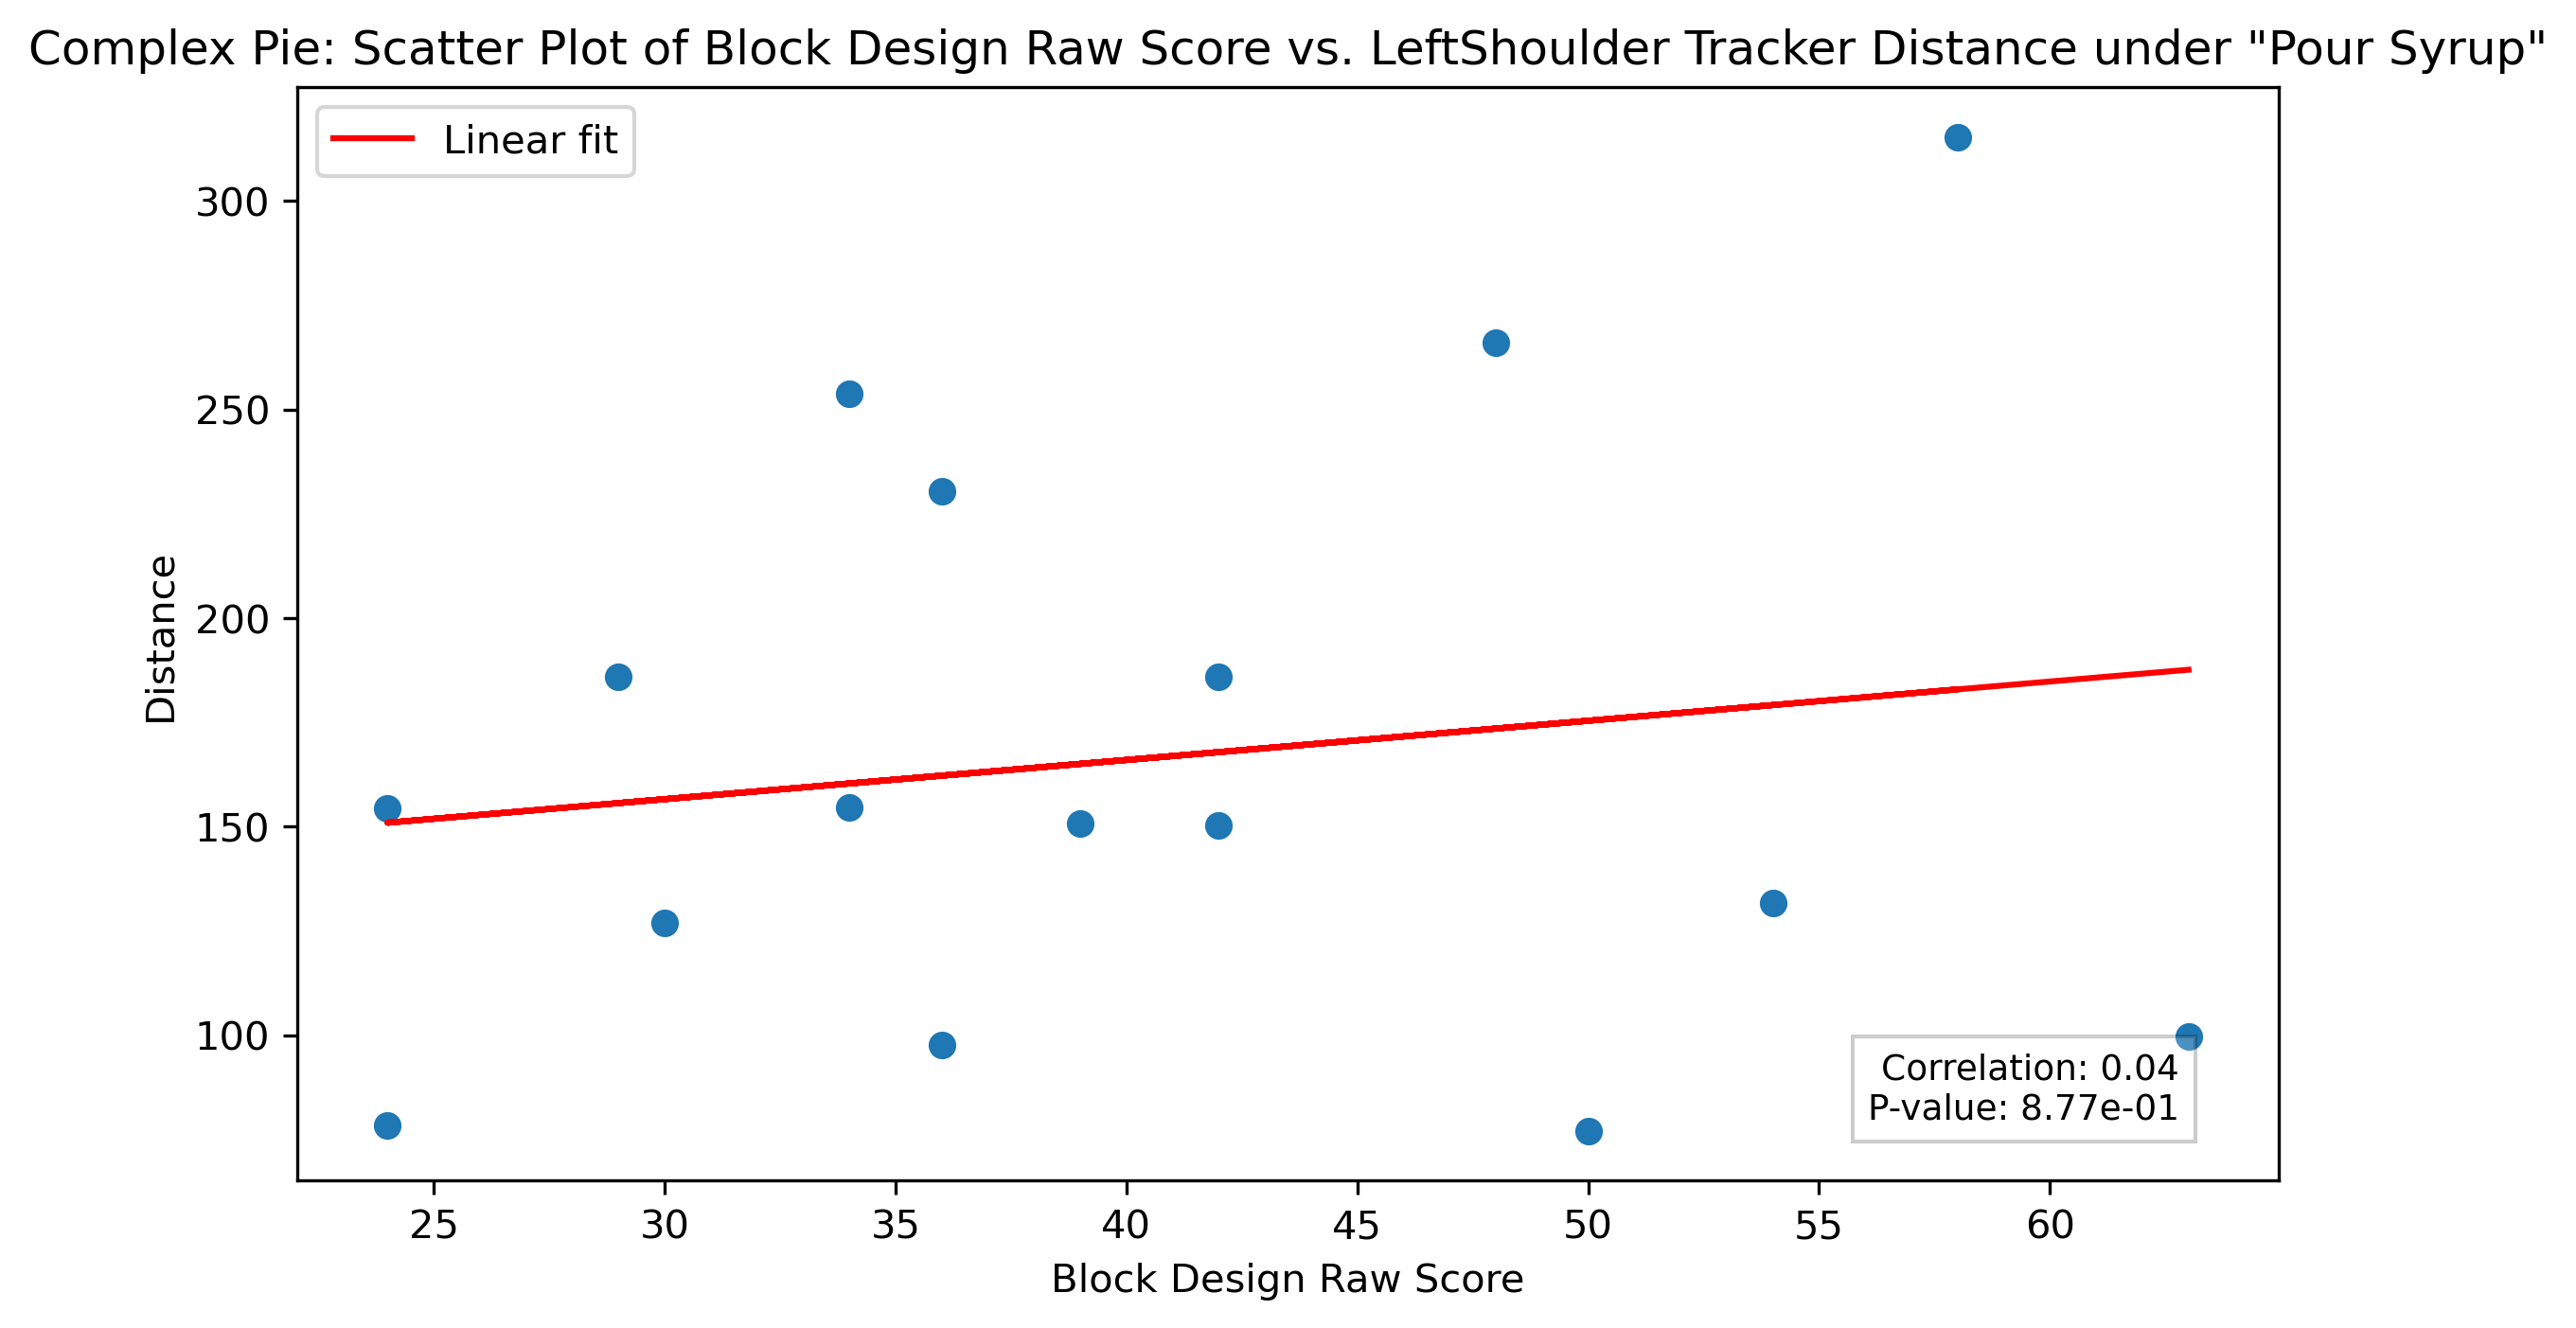 Complex Pie: Scatter Plot of Block Design Raw Score vs. LeftShoulder Tracker Distance under "Pour Syrup"
Linear fit
300
250
200
150
100
Distance
Correlation: 0.04
P-value: 8.77e-01
25 30 35 40 45 50 55 60
Block Design Raw Score